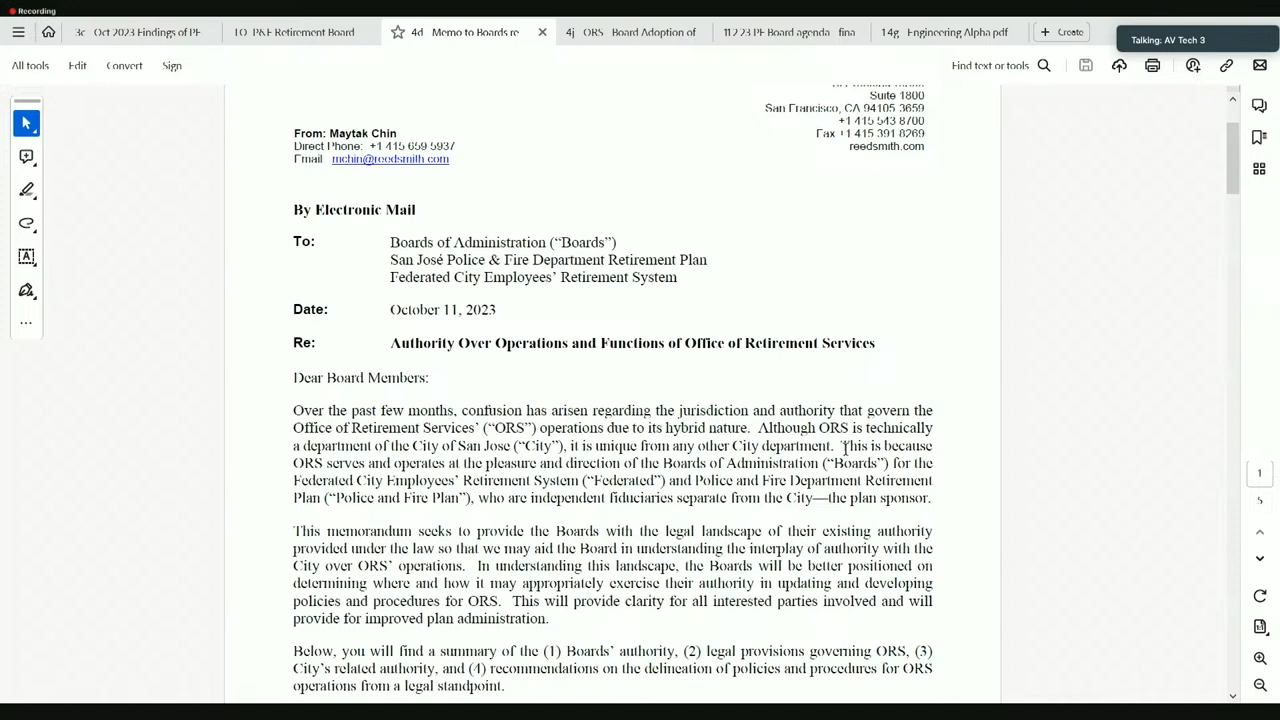 Recording
3c Oct 2023 Findings of PF
TO P&F Retirement Board
4d Memo to Boards re
4j ORS Board Adoption of
11 2 23 PF Board agenda fina
14g Engineering Alpha pdf
Create
Talking: AV Tech 3
All tools
Edit
Convert
Sign
Find text or tools
Suite 1800
San Francisco, CA 94105 3659
+1 415 543 8700
Fax +1 415 391 8269
reedsmith.com
From: Maytak Chin
Direct Phone: +1 415 659 5937
Email mchin@reedsmith.com
By Electronic Mail
To: Boards of Administration (“Boards”)
San José Police & Fire Department Retirement Plan
Federated City Employees’ Retirement System
Date: October 11, 2023
Re: Authority Over Operations and Functions of Office of Retirement Services
Dear Board Members:
Over the past few months, confusion has arisen regarding the jurisdiction and authority that govern the
Office of Retirement Services’ (“ORS”) operations due to its hybrid nature. Although ORS is technically
a department of the City of San Jose (“City”), it is unique from any other City department. This is because
ORS serves and operates at the pleasure and direction of the Boards of Administration (“Boards”) for the
Federated City Employees’ Retirement System (“Federated”) and Police and Fire Department Retirement
Plan (“Police and Fire Plan”), who are independent fiduciaries separate from the City—the plan sponsor.
This memorandum seeks to provide the Boards with the legal landscape of their existing authority
provided under the law so that we may aid the Board in understanding the interplay of authority with the
City over ORS’ operations. In understanding this landscape, the Boards will be better positioned on
determining where and how it may appropriately exercise their authority in updating and developing
policies and procedures for ORS. This will provide clarity for all interested parties involved and will
provide for improved plan administration.
Below, you will find a summary of the (1) Boards’ authority, (2) legal provisions governing ORS, (3)
City’s related authority, and (4) recommendations on the delineation of policies and procedures for ORS
operations from a legal standpoint.
1
5